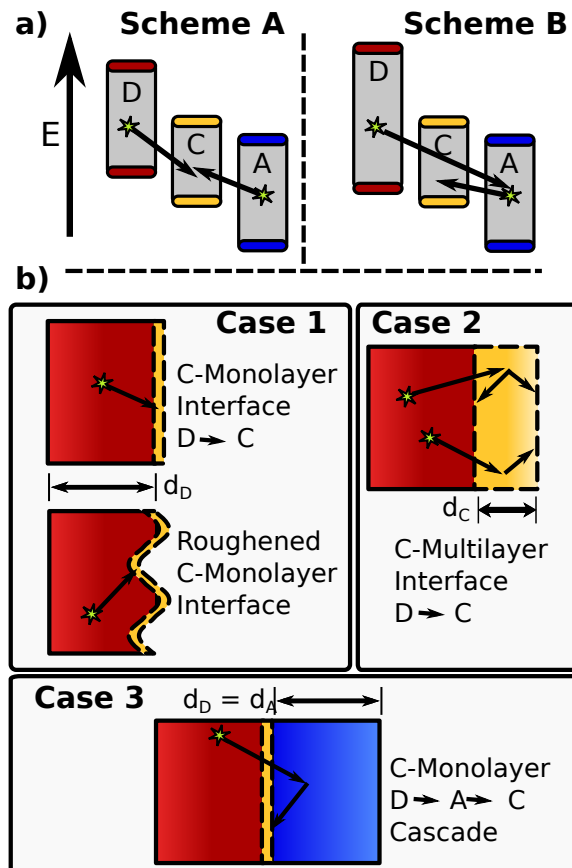 a)
Scheme A
Scheme B
E
D
C
A
D
C
A
b)
Case 1
C-Monolayer
Interface
D → C
d_D
Roughened
C-Monolayer
Interface
Case 2
d_C
C-Multilayer
Interface
D → C
Case 3
d_D = d_A
C-Monolayer
D → A → C
Cascade